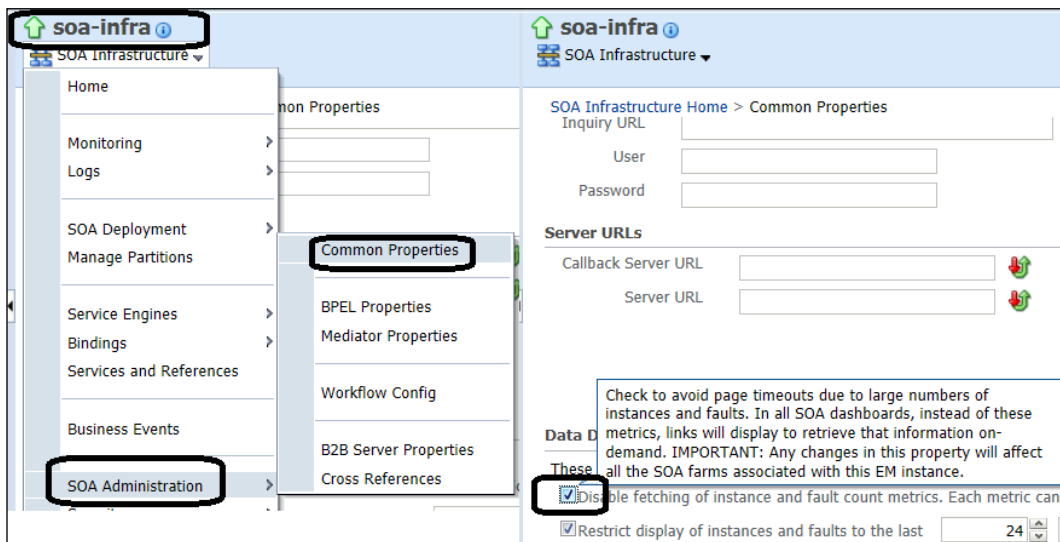 soa-infra
SOA Infrastructure
Home
mon Properties
Monitoring
Logs
SOA Deployment
Manage Partitions
Service Engines
Bindings
Services and References
Business Events
SOA Administration
Common Properties
BPEL Properties
Mediator Properties
Workflow Config
B2B Server Properties
Cross References
soa-infra
SOA Infrastructure
SOA Infrastructure Home > Common Properties
Inquiry URL
User
Password
Server URLs
Callback Server URL
Server URL
Check to avoid page timeouts due to large numbers of
instances and faults. In all SOA dashboards, instead of these
metrics, links will display to retrieve that information on-
demand. IMPORTANT: Any changes in this property will affect
all the SOA farms associated with this EM instance.
Data D
These
Disable fetching of instance and fault count metrics. Each metric can
Restrict display of instances and faults to the last 24